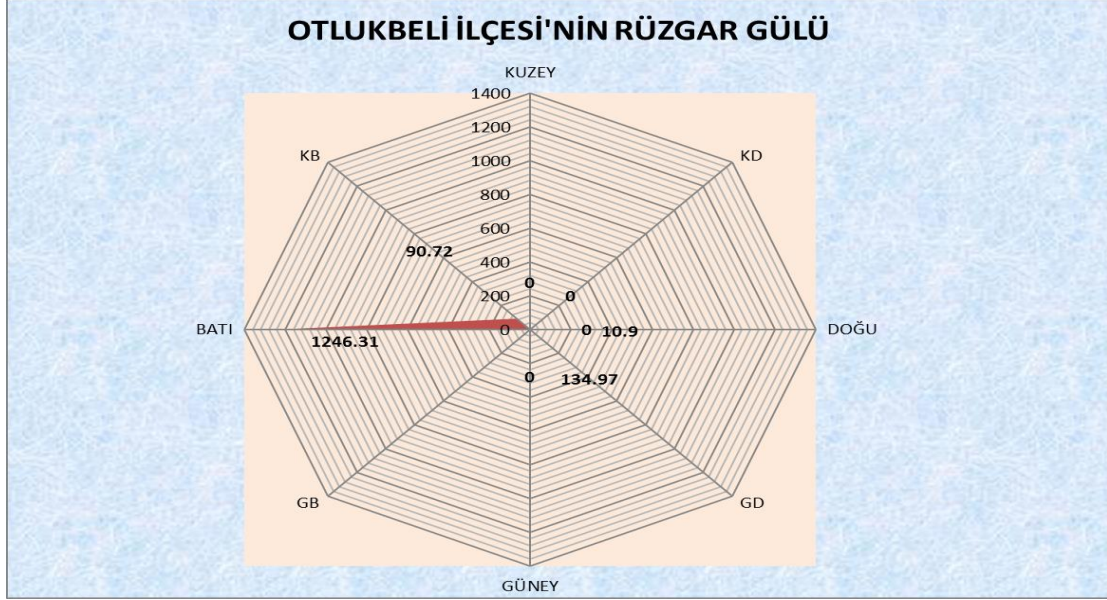 OTLUKBELİ İLÇESİ'NİN RÜZGAR GÜLÜ
KUZEY
1400
1200
KB
KD
1000
800
600
90.72
400
0
200
0
BATI
0
0
10.9
DOĞU
1246.31
0
134.97
GB
GD
GÜNEY